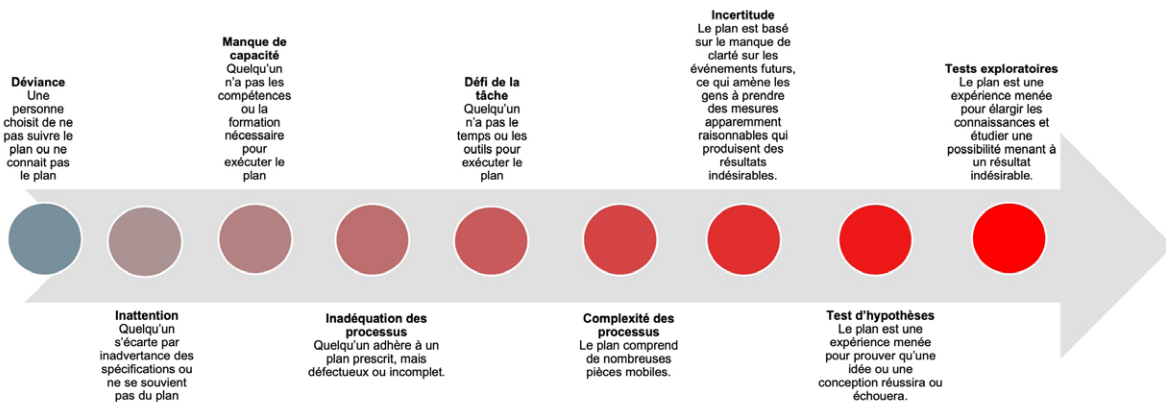 Déviance
Une
personne
choisit de ne
pas suivre le
plan ou ne
connait pas
le plan
Inattention
Quelqu'un
s'écarte par
inadvertance des
spécifications ou
ne se souvient
pas du plan
Manque de
capacité
Quelqu'un
n'a pas les
compétences
ou la
formation
nécessaire
pour
exécuter le
plan
Inadéquation des
processus
Quelqu'un adhère à un
plan prescrit, mais
défectueux ou incomplet.
Défi de la
tâche
Quelqu'un
n'a pas le
temps ou les
outils pour
exécuter le
plan
Complexité des
processus
Le plan comprend
de nombreuses
pièces mobiles.
Incertitude
Le plan est basé
sur le manque de
clarté sur les
événements futurs,
ce qui amène les
gens à prendre
des mesures
apparemment
raisonnables qui
produisent des
résultats
indésirables.
Test d'hypothèses
Le plan est une
expérience menée
pour prouver qu'une
idée ou une
conception réussira ou
échouera.
Tests exploratoires
Le plan est une
expérience menée
pour élargir les
connaissances et
étudier une
possibilité menant à
un résultat
indésirable.